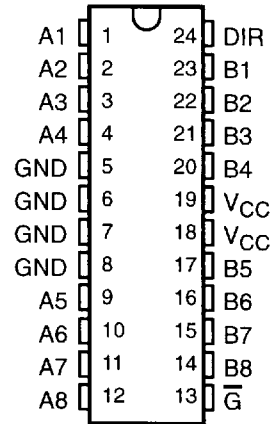 A1 1 24 DIR
A2 2 23 B1
A3 3 22 B2
A4 4 21 B3
GND 5 20 B4
GND 6 19 VCC
GND 7 18 VCC
GND 8 17 B5
A5 9 16 B6
A6 10 15 B7
A7 11 14 B8
A8 12 13 G̅